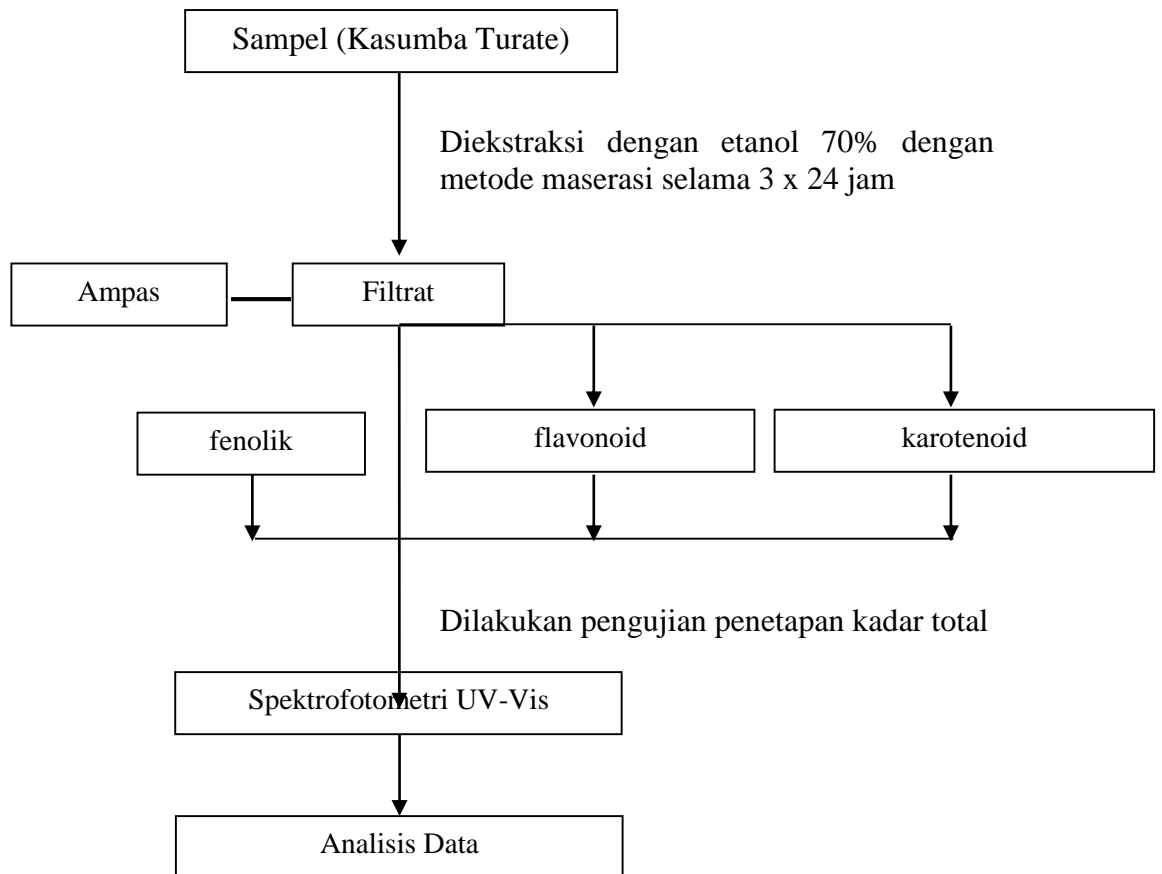 Sampel (Kasumba Turate)
Diekstraksi dengan etanol 70% dengan
metode maserasi selama 3 x 24 jam
Ampas
Filtrat
fenolik
flavonoid
karotenoid
Dilakukan pengujian penetapan kadar total
Spektrofotometri UV-Vis
Analisis Data